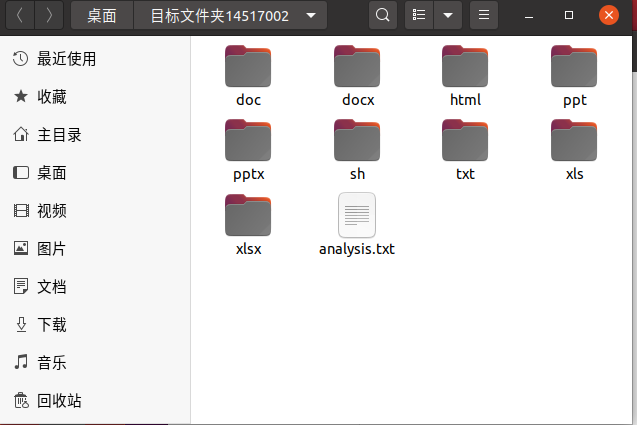 桌面 目标文件夹14517002
最近使用
收藏
主目录
桌面
视频
图片
文档
下载
音乐
回收站
doc docx html ppt
pptx sh txt xls
xlsx analysis.txt